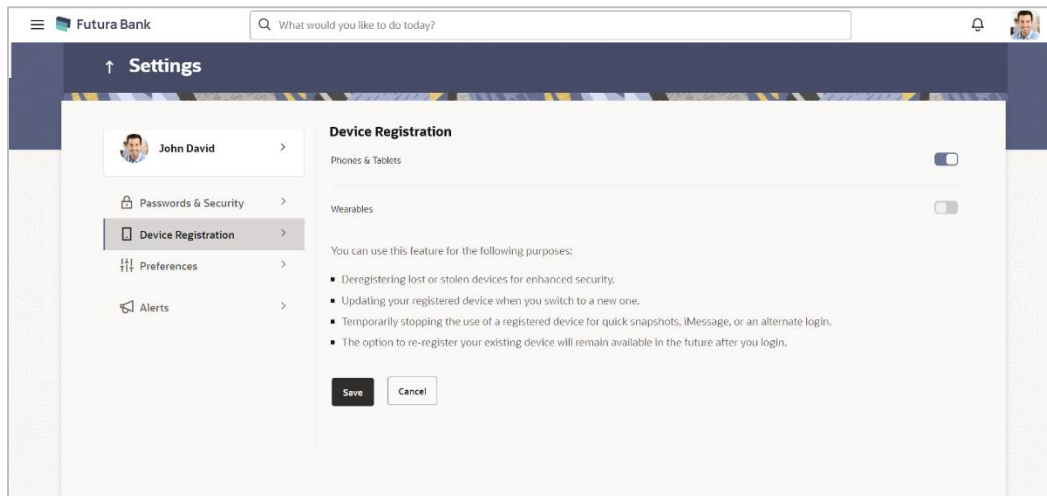 Futura Bank
What would you like to do today?
↑ Settings
John David
Passwords & Security
Device Registration
Preferences
Alerts
Device Registration
Phones & Tablets
Wearables
You can use this feature for the following purposes:
▪ Deregistering lost or stolen devices for enhanced security.
▪ Updating your registered device when you switch to a new one.
▪ Temporarily stopping the use of a registered device for quick snapshots, iMessage, or an alternate login.
▪ The option to re-register your existing device will remain available in the future after you login.
Save
Cancel